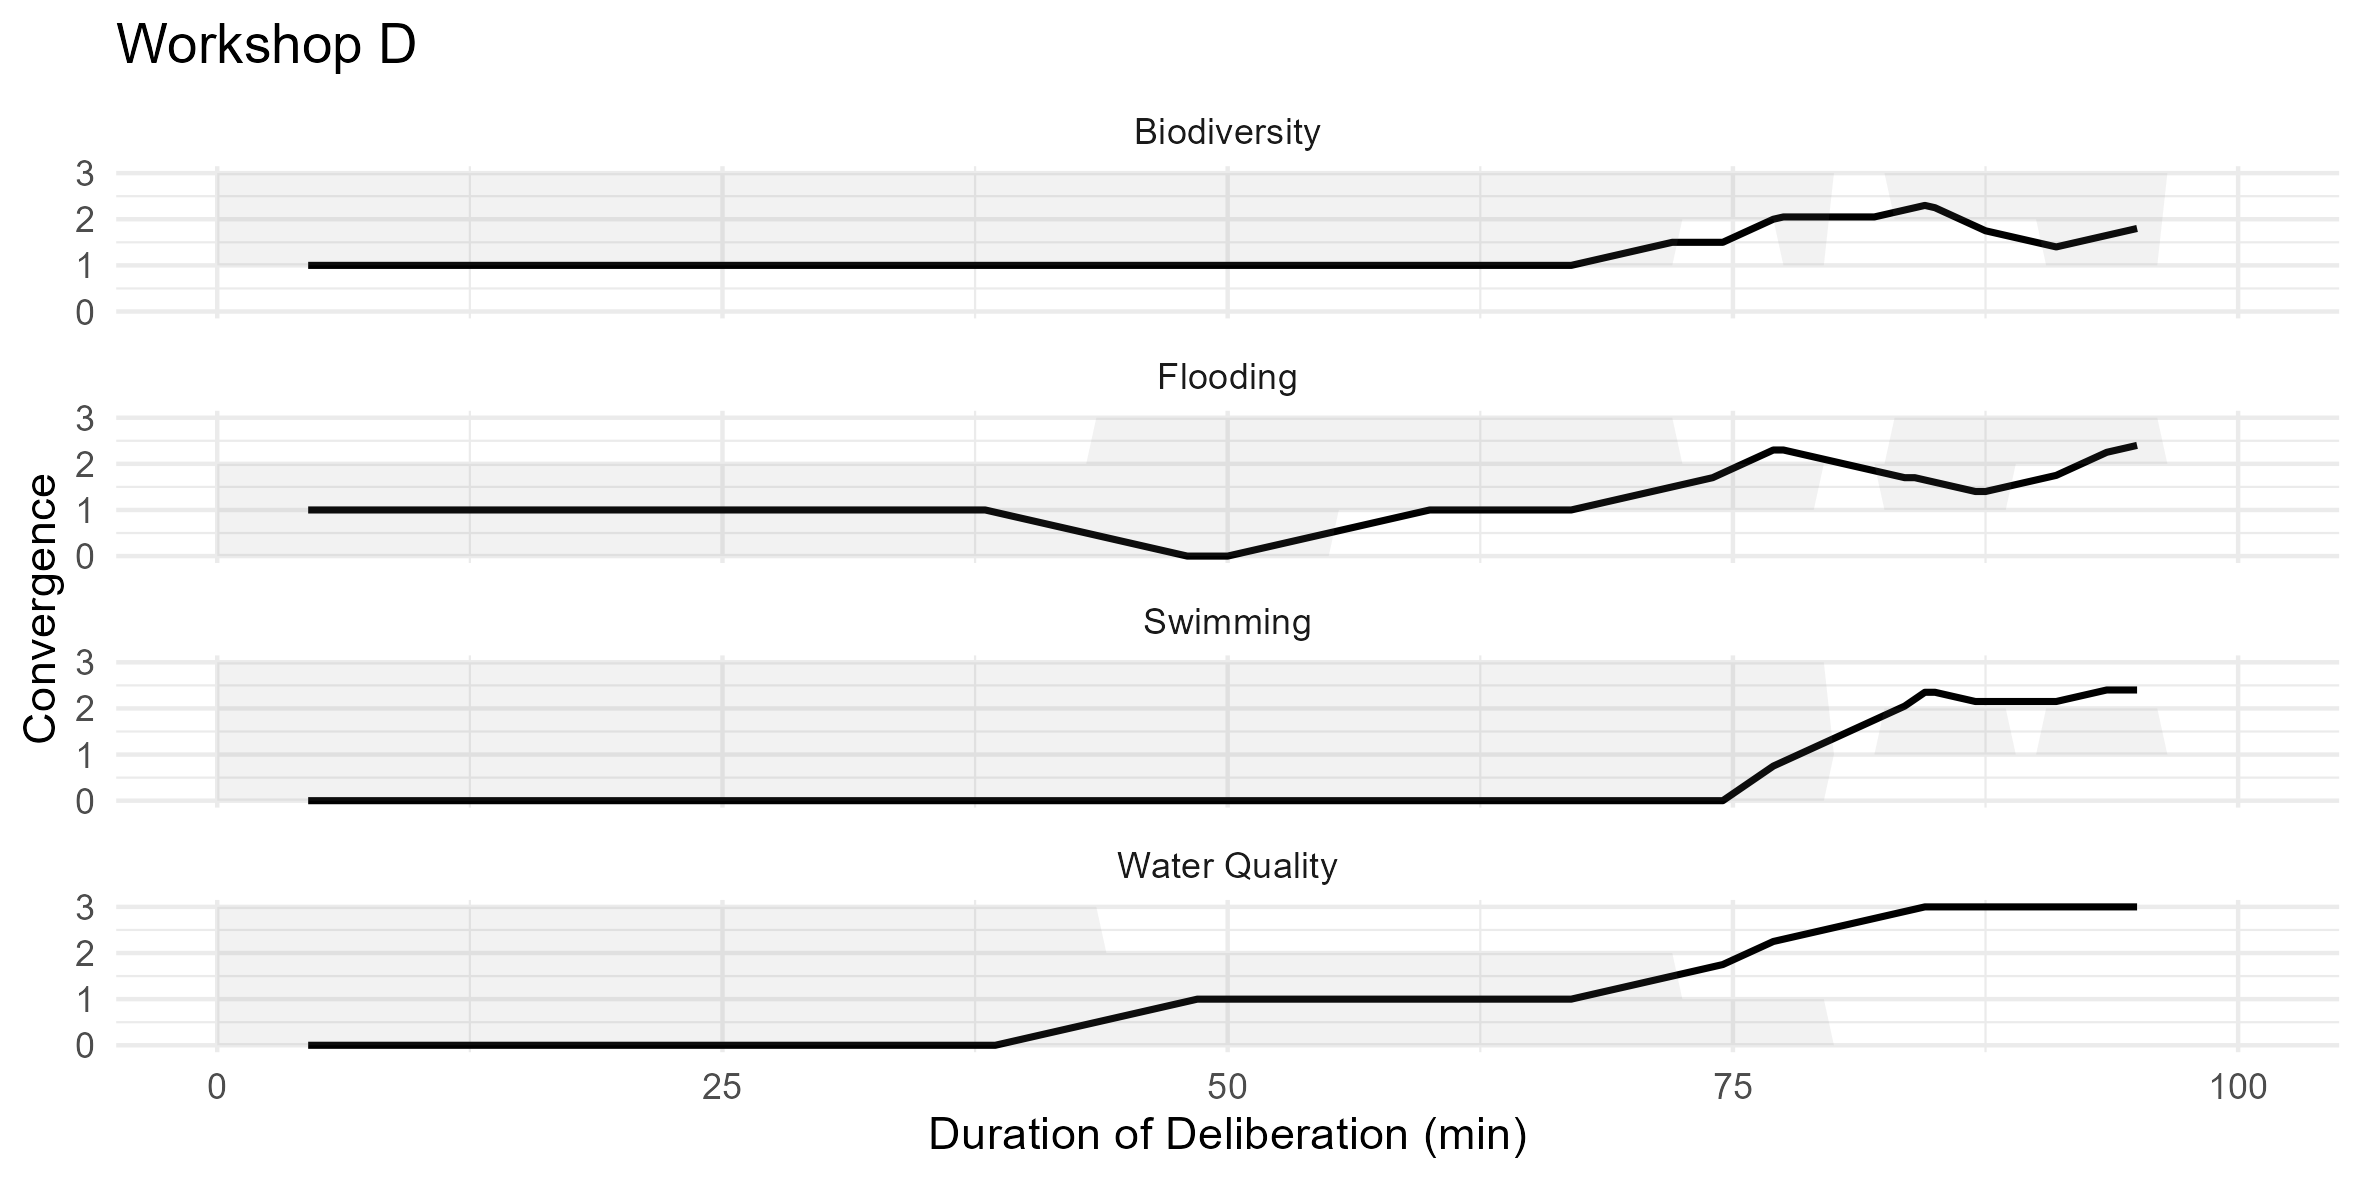 Workshop D
Biodiversity
3
2
1
0
Flooding
3
2
1
0
Swimming
3
2
1
0
Water Quality
3
2
1
0
0 25 50 75 100
Duration of Deliberation (min)
Convergence